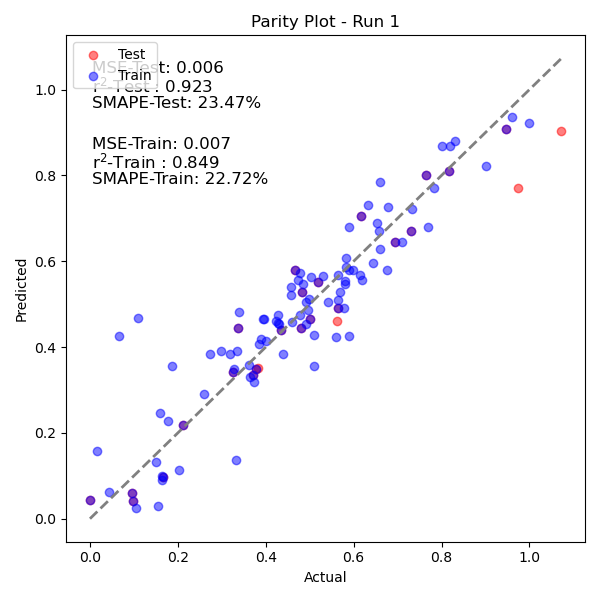 Parity Plot - Run 1
Test
Train
MSE-Test: 0.006
r²-Test : 0.923
SMAPE-Test: 23.47%
MSE-Train: 0.007
r²-Train : 0.849
SMAPE-Train: 22.72%
Predicted
1.0
0.8
0.6
0.4
0.2
0.0
0.0 0.2 0.4 0.6 0.8 1.0
Actual